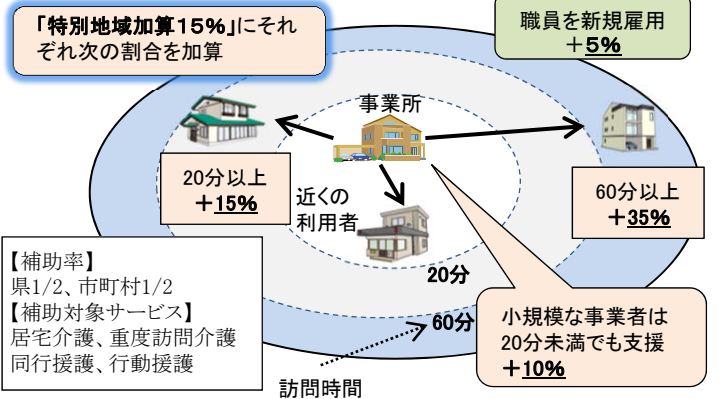 「特別地域加算15%」にそれ
ぞれ次の割合を加算
職員を新規雇用
+5%
事業所
20分以上
+15%
近くの
利用者
60分以上
+35%
【補助率】
県1/2、市町村1/2
【補助対象サービス】
居宅介護、重度訪問介護
同行援護、行動援護
20分
60分
小規模な事業者は
20分未満でも支援
+10%
訪問時間